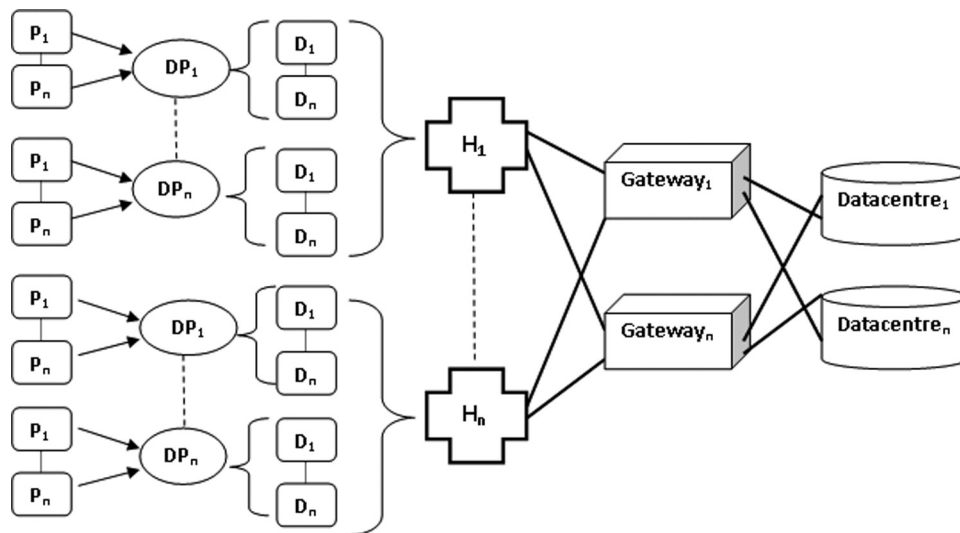 P₁
Pₙ
DP₁
D₁
Dₙ
P₁
Pₙ
DPₙ
D₁
Dₙ
H₁
P₁
Pₙ
DP₁
D₁
Dₙ
P₁
Pₙ
DPₙ
D₁
Dₙ
Hₙ
Gateway₁
Gatewayₙ
Datacentre₁
Datacentreₙ